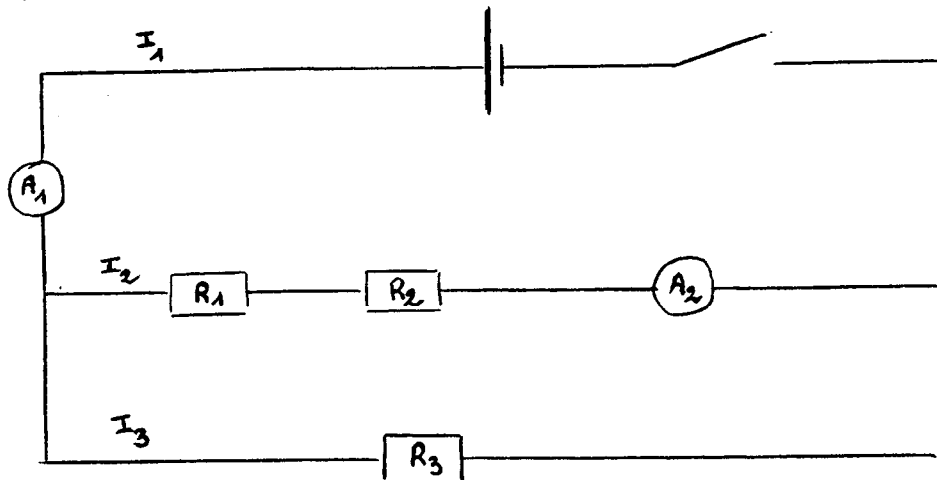 I₁
A₁
I₂ R₁ R₂ A₂
I₃ R₃